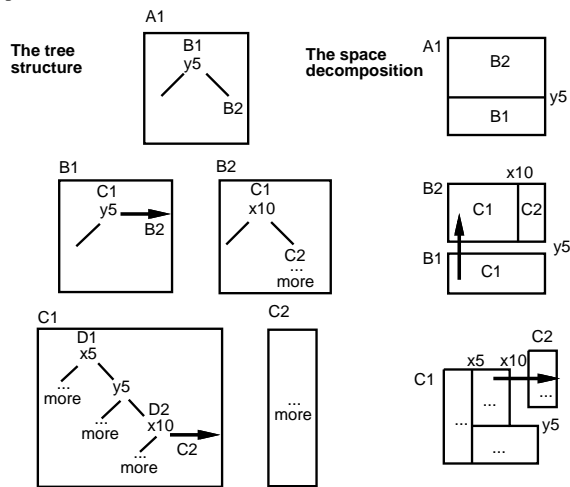 The tree
structure
A1
B1
y5
B2
The space
decomposition
A1
B2
y5
B1
B1
C1
y5
B2
B2
C1
x10
C2
...
more
x10
B2
C1
C2
y5
B1
C1
C1
D1
x5
...
more
y5
...
more
D2
x10
...
more
C2
C2
...
more
C2
x5
x10
C1
...
...
...
y5
...